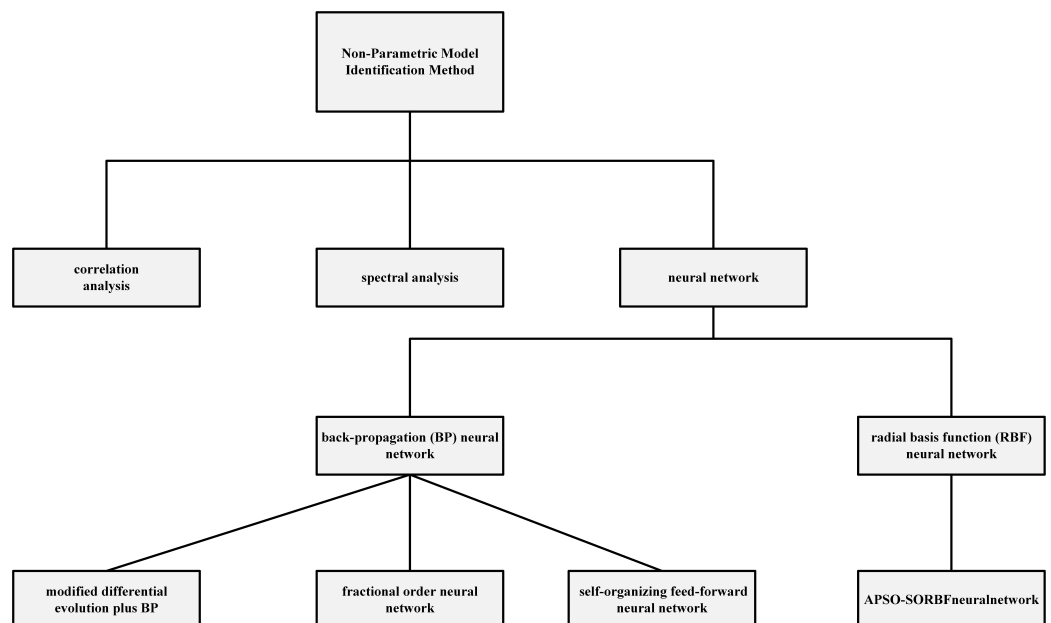 Non-Parametric Model
Identification Method
correlation
analysis
spectral analysis
neural network
back-propagation (BP) neural
network
radial basis function (RBF)
neural network
modified differential
evolution plus BP
fractional order neural
network
self-organizing feed-forward
neural network
APSO-SORBFneuralnetwork